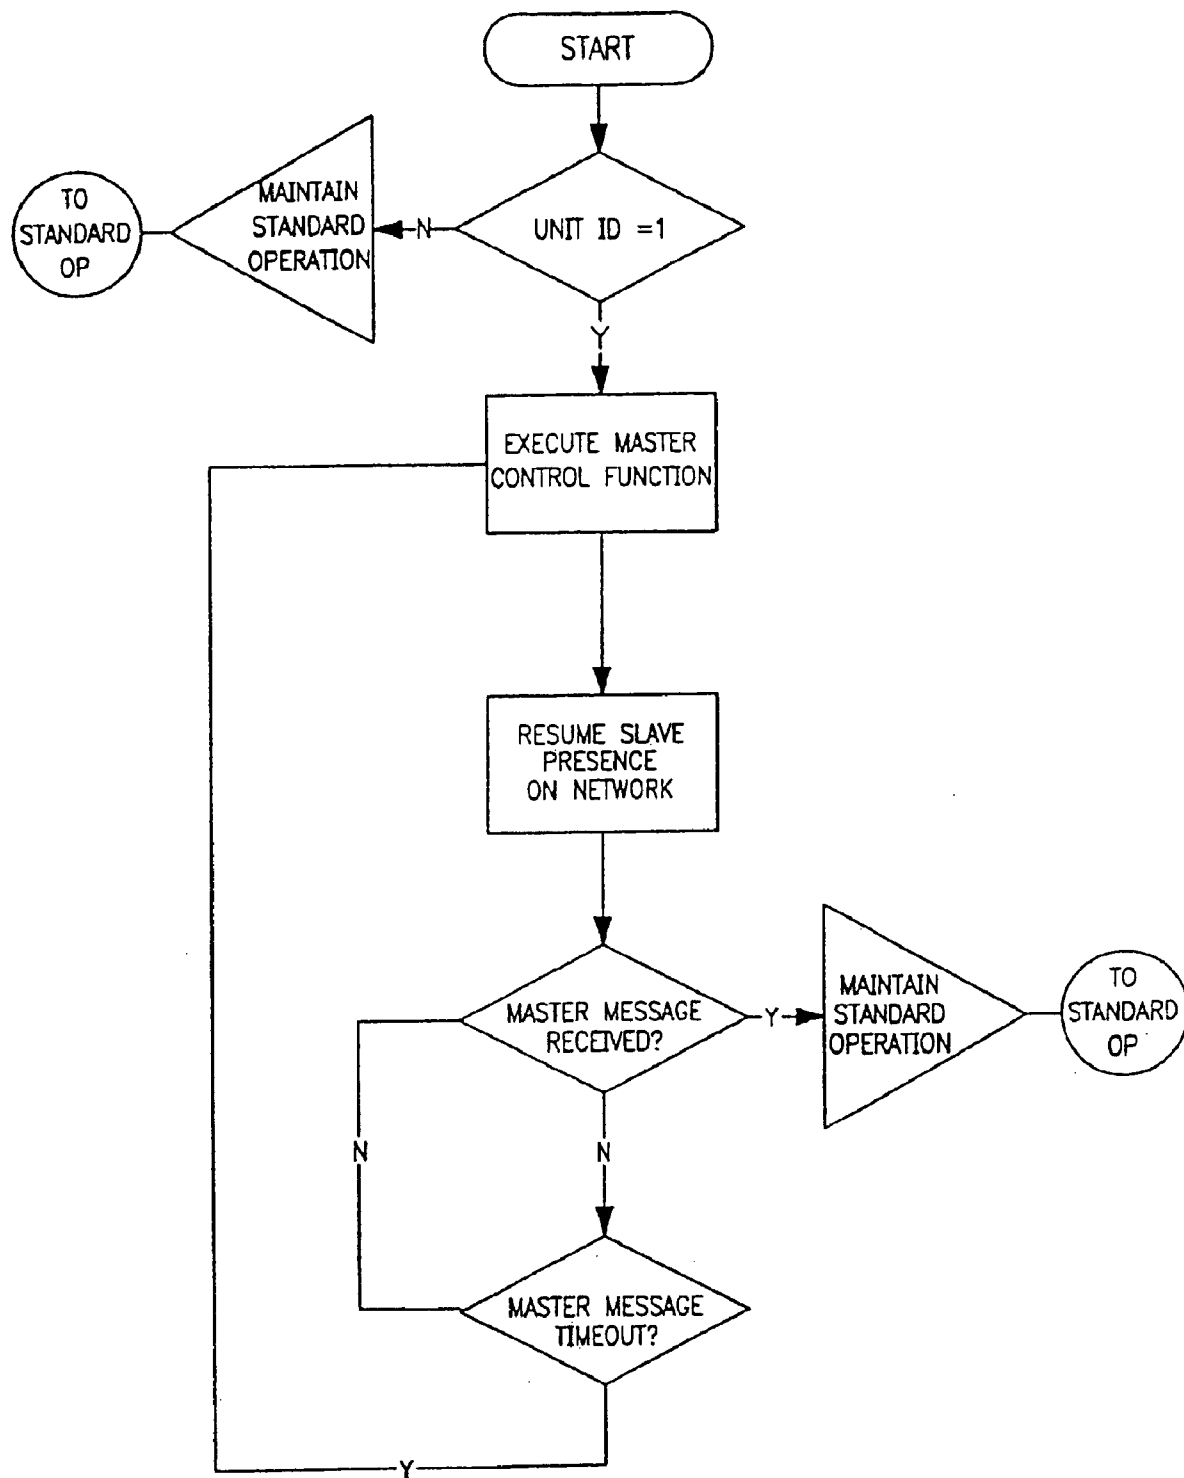 START
UNIT ID =1
N
MAINTAIN
STANDARD
OPERATION
TO
STANDARD
OP
Y
EXECUTE MASTER
CONTROL FUNCTION
RESUME SLAVE
PRESENCE
ON NETWORK
MASTER MESSAGE
RECEIVED?
Y
MAINTAIN
STANDARD
OPERATION
TO
STANDARD
OP
N
N
MASTER MESSAGE
TIMEOUT?
Y